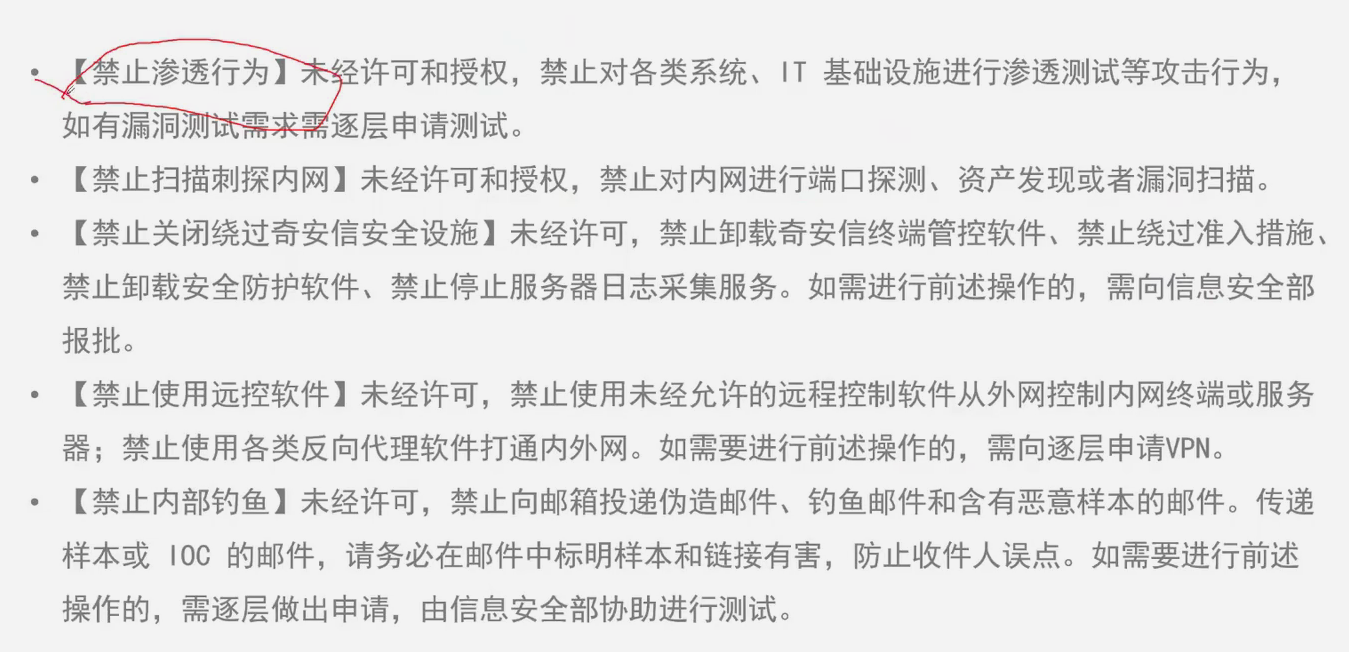 • 【禁止渗透行为】未经许可和授权，禁止对各类系统、IT 基础设施进行渗透测试等攻击行为，
如有漏洞测试需求需逐层申请测试。
• 【禁止扫描刺探内网】未经许可和授权，禁止对内网进行端口探测、资产发现或者漏洞扫描。
• 【禁止关闭绕过奇安信安全设施】未经许可，禁止卸载奇安信终端管控软件、禁止绕过准入措施、
禁止卸载安全防护软件、禁止停止服务器日志采集服务。如需进行前述操作的，需向信息安全部
报批。
• 【禁止使用远控软件】未经许可，禁止使用未经允许的远程控制软件从外网控制内网终端或服务
器；禁止使用各类反向代理软件打通内外网。如需要进行前述操作的，需向逐层申请VPN。
• 【禁止内部钓鱼】未经许可，禁止向邮箱投递伪造邮件、钓鱼邮件和含有恶意样本的邮件。传递
样本或 IOC 的邮件，请务必在邮件中标明样本和链接有害，防止收件人误点。如需要进行前述
操作的，需逐层做出申请，由信息安全部协助进行测试。